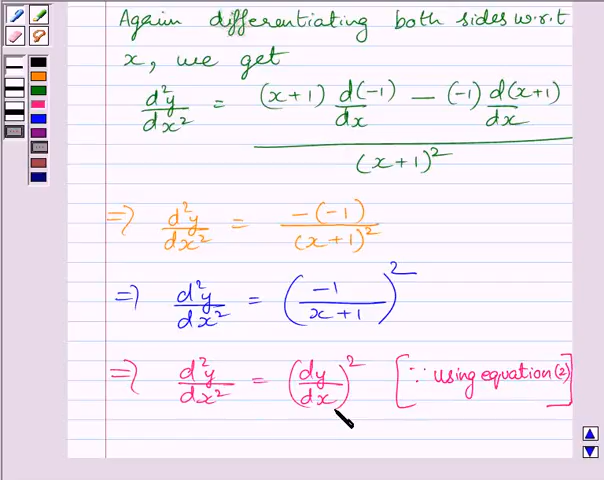 Again differentiating both sides w.r.t
x, we get
d²y/dx² = ((x+1) d(-1)/dx - (-1) d(x+1)/dx) / (x+1)²
⇒ d²y/dx² = -(-1)/(x+1)²
⇒ d²y/dx² = (-1/(x+1))²
⇒ d²y/dx² = (dy/dx)² [∵ using equation (2)]